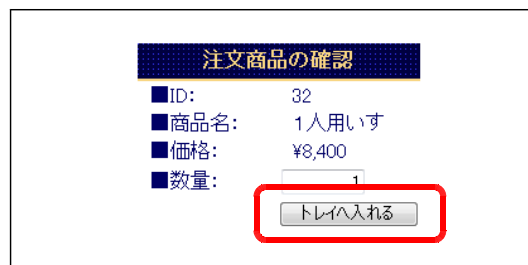 注文商品の確認
■ID: 32
■商品名: 1人用いす
■価格: ¥8,400
■数量: 1
トレイへ入れる